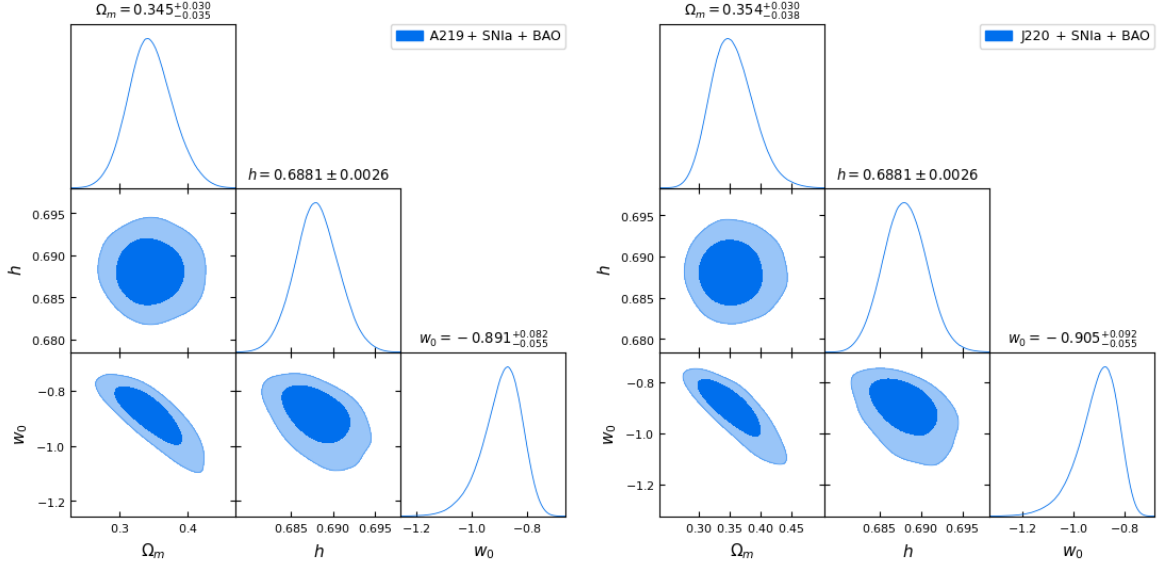 Ω_m = 0.345^{+0.030}_{-0.035}
A219 + SNIa + BAO
h = 0.6881 ± 0.0026
0.695
0.690
0.685
0.680
h
w_0 = −0.891^{+0.082}_{-0.055}
−0.8
−1.0
−1.2
w_0
0.3 0.4
Ω_m
0.685 0.690 0.695
h
−1.2 −1.0 −0.8
w_0
Ω_m = 0.354^{+0.030}_{-0.038}
J220 + SNIa + BAO
h = 0.6881 ± 0.0026
0.695
0.690
0.685
0.680
h
w_0 = −0.905^{+0.092}_{-0.055}
−0.8
−1.0
−1.2
w_0
0.30 0.35 0.40 0.45
Ω_m
0.685 0.690 0.695
h
−1.2 −1.0 −0.8
w_0